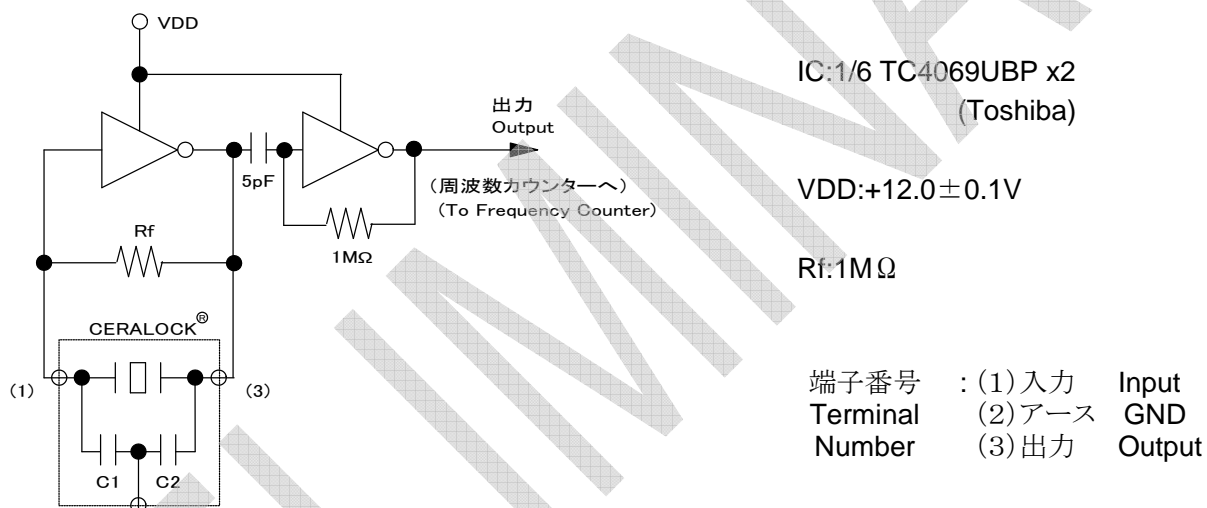 VDD
IC:1/6 TC4069UBP x2
(Toshiba)
出力
Output
5pF
(周波数カウンターへ)
(To Frequency Counter)
VDD:+12.0±0.1V
Rf
1MΩ
Rf:1MΩ
CERALOCK®
(1)
(3)
C1
C2
端子番号 :(1)入力 Input
Terminal (2)アース GND
Number (3)出力 Output